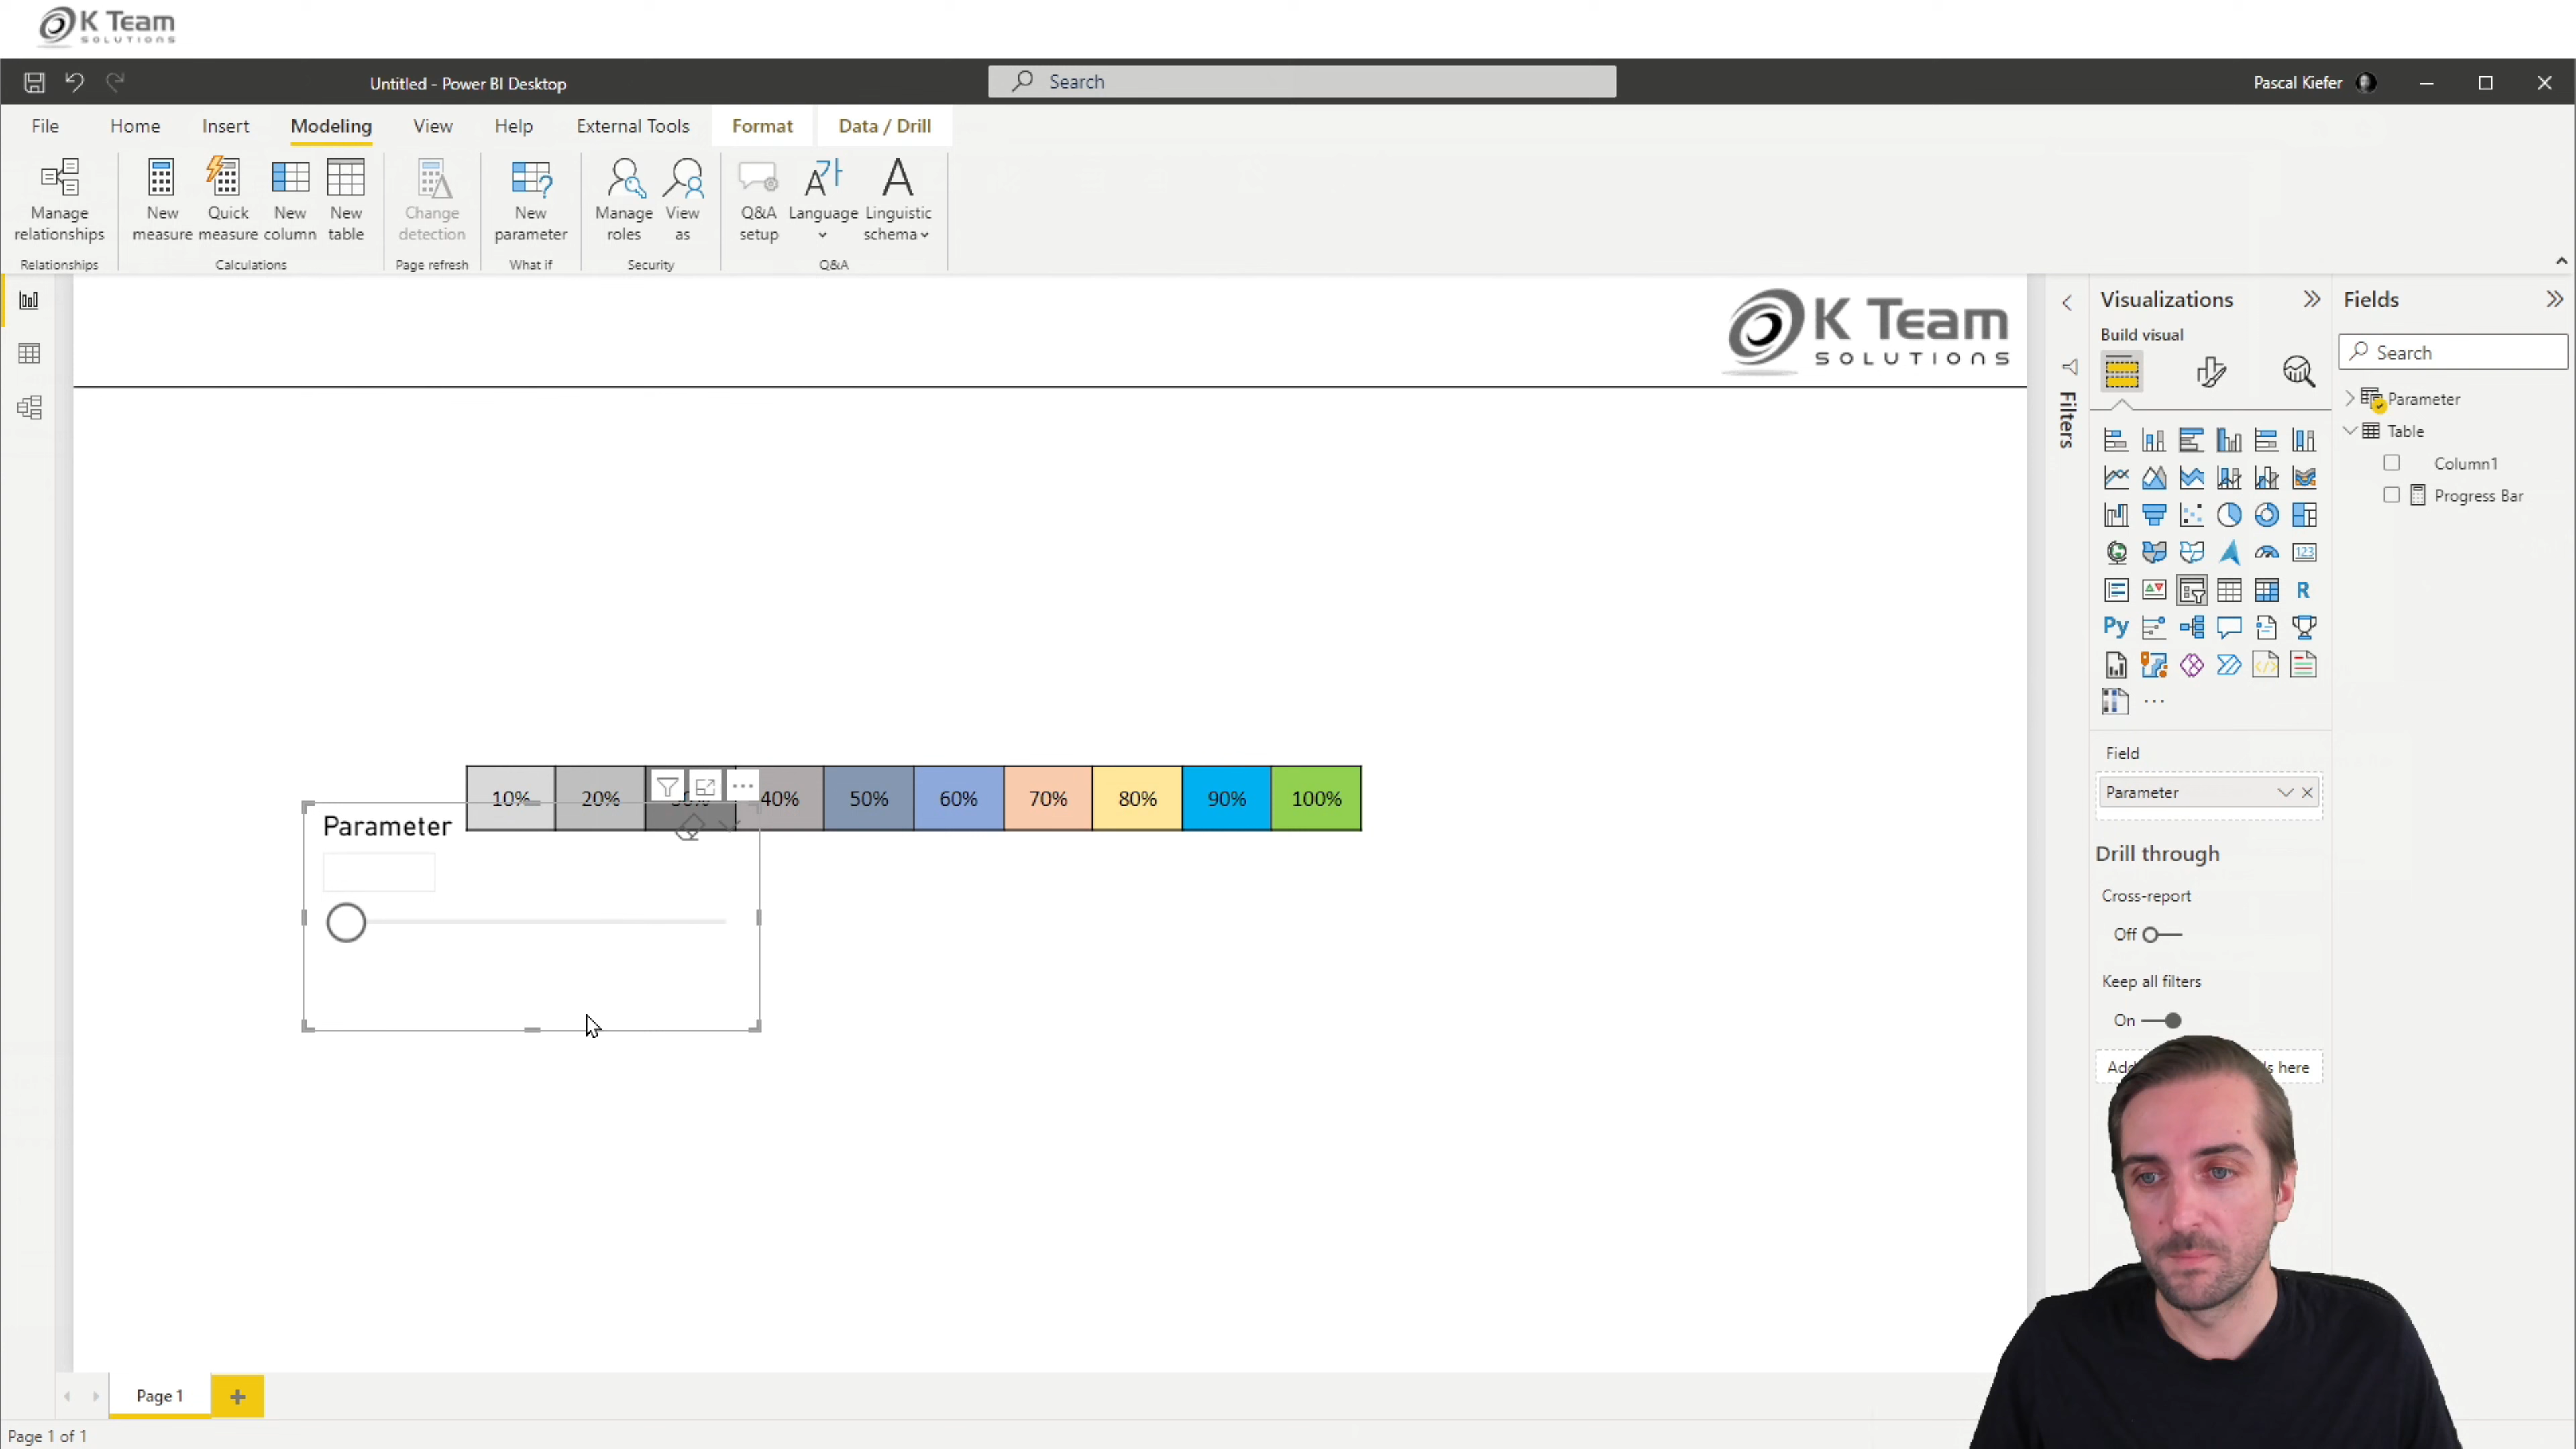 K Team
SOLUTIONS
Untitled - Power BI Desktop
Search
Pascal Kiefer
File
Home
Insert
Modeling
View
Help
External Tools
Format
Data / Drill
Manage relationships
New measure
Quick measure
New column
New table
Change detection
New parameter
Manage roles
View as
Q&A setup
Language
Linguistic schema
Relationships
Calculations
Page refresh
What if
Security
Q&A
K Team
SOLUTIONS
10%
20%
40%
50%
60%
70%
80%
90%
100%
Parameter
Filters
Visualizations
Build visual
123
R
Py
Field
Parameter
Drill through
Cross-report
Off
Keep all filters
On
here
Fields
Search
Parameter
Table
Column1
Progress Bar
Page 1
Page 1 of 1